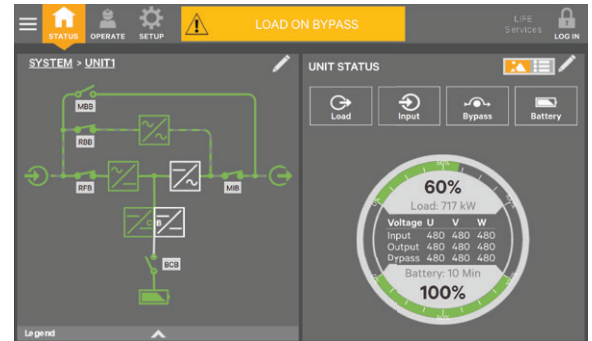 LOAD ON BYPASS
LIFE
Services
STATUS
OPERATE
SETUP
LOG IN
SYSTEM > UNIT1
MBB
RBB
RFB
MIB
C B
BCB
Legend
UNIT STATUS
Load
Input
Bypass
Battery
50%
60%
Load: 717 kW
Voltage U V W
Input 480 480 480
Output 480 480 480
Bypass 480 480 480
Battery: 10 Min
100%
50%